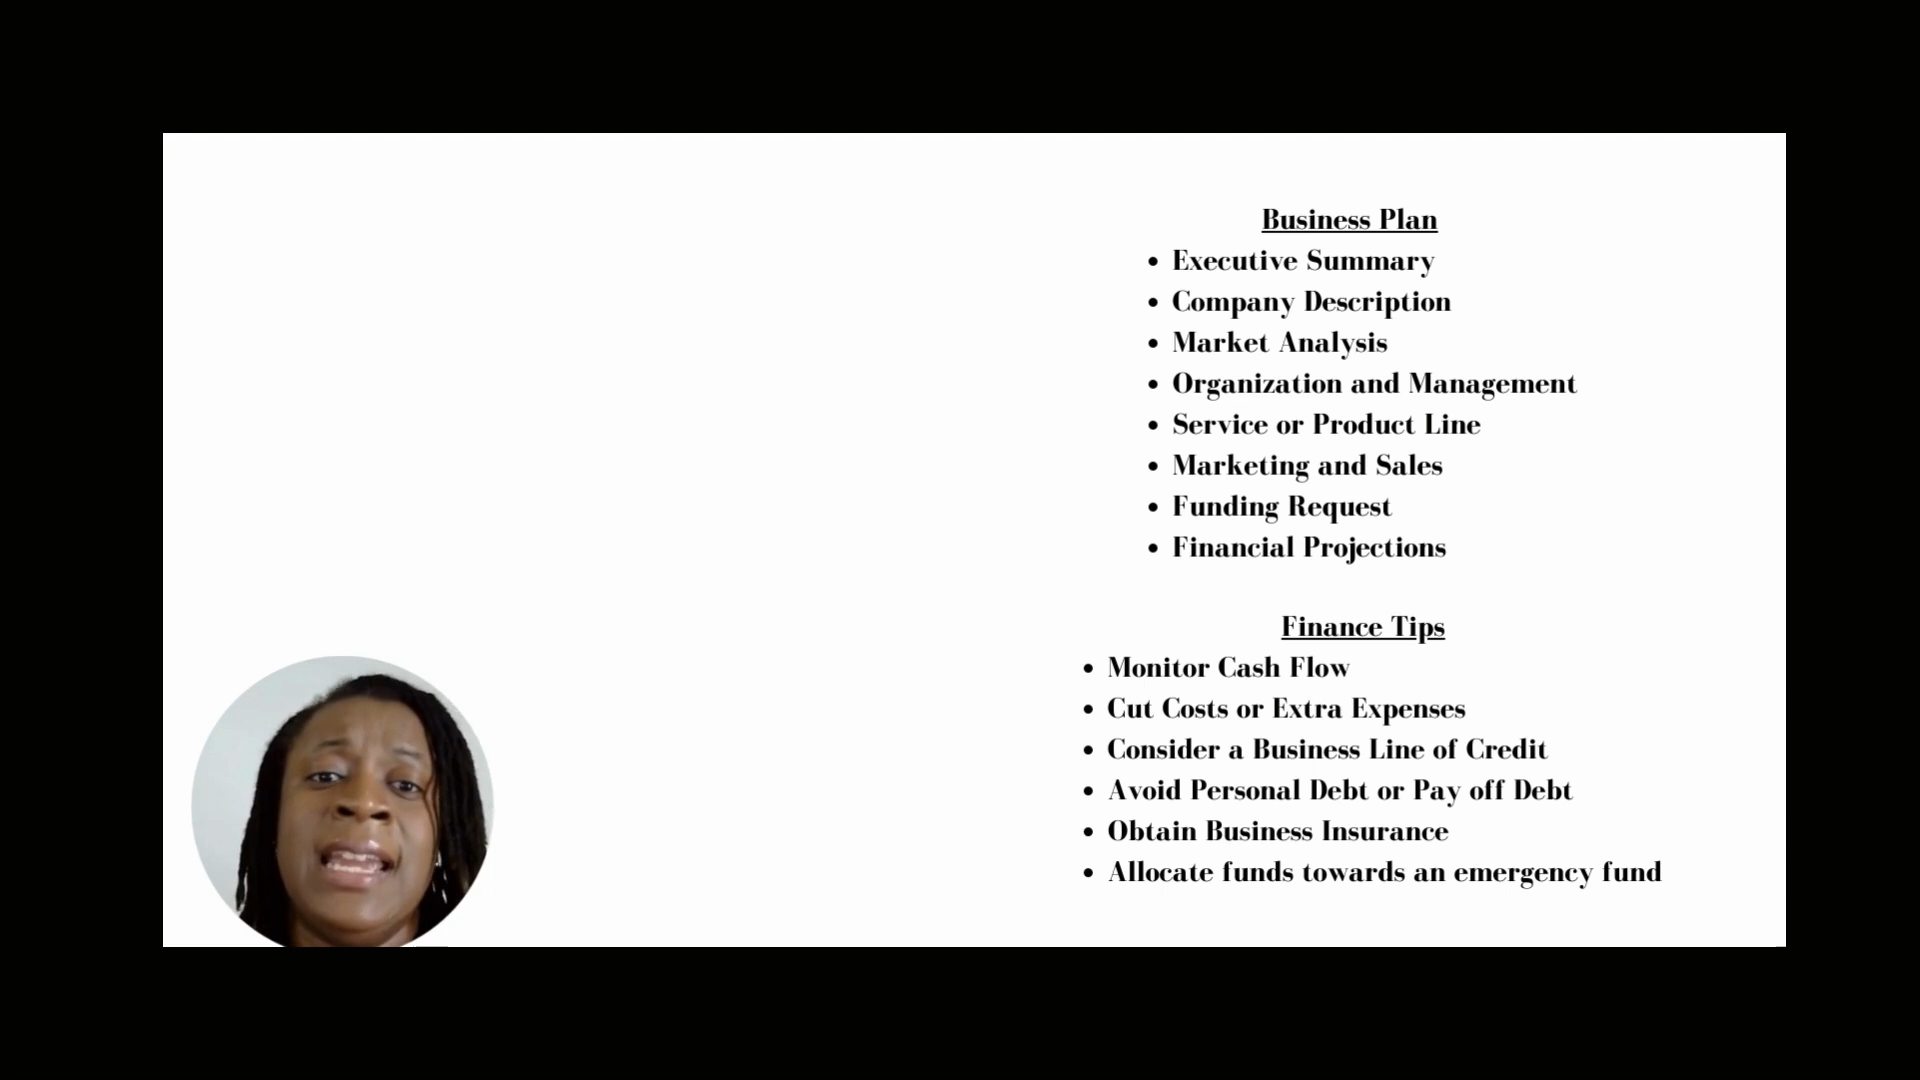 Business Plan
• Executive Summary
• Company Description
• Market Analysis
• Organization and Management
• Service or Product Line
• Marketing and Sales
• Funding Request
• Financial Projections
Finance Tips
• Monitor Cash Flow
• Cut Costs or Extra Expenses
• Consider a Business Line of Credit
• Avoid Personal Debt or Pay off Debt
• Obtain Business Insurance
• Allocate funds towards an emergency fund